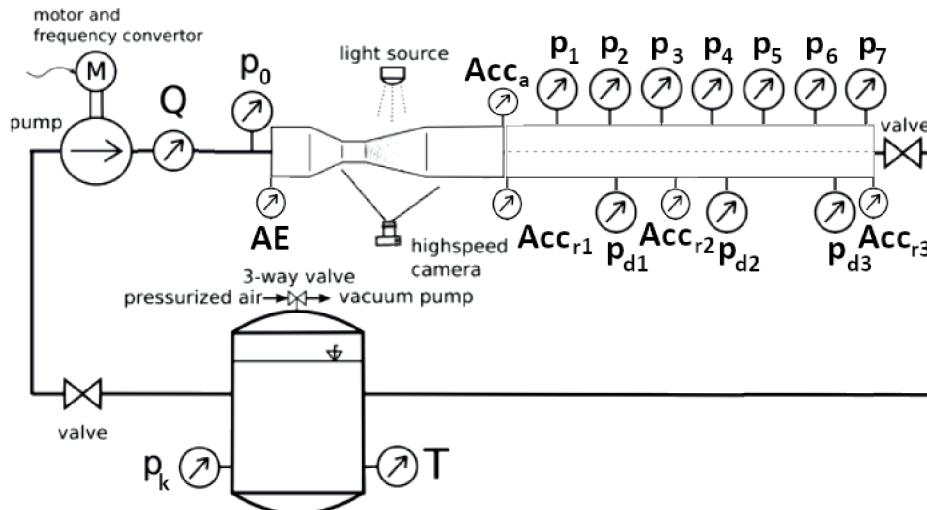 motor and
frequency convertor
M
pump
Q
p0
light source
Acca
p1 p2 p3 p4 p5 p6 p7
valve
AE
highspeed
camera
Accr1 pd1 Accr2 pd2 pd3 Accr3
3-way valve
pressurized air vacuum pump
valve
pk
T